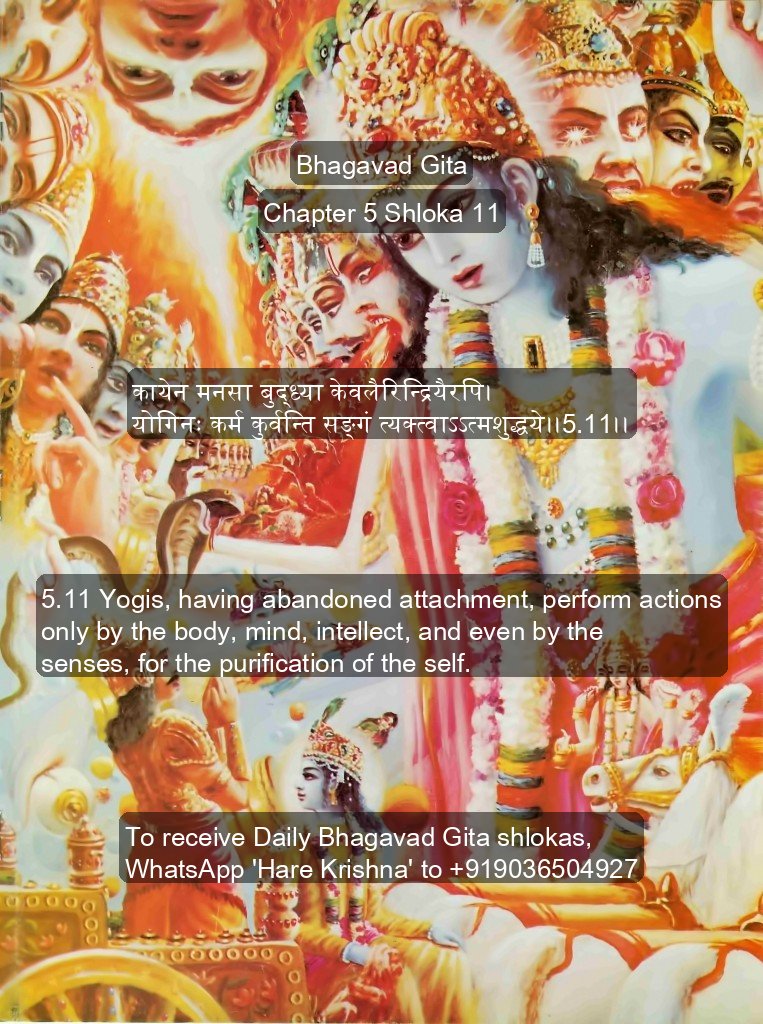 Bhagavad Gita
Chapter 5 Shloka 11
कायेन मनसा बुद्ध्या केवलैरिन्द्रियैरपि।
योगिनः कर्म कुर्वन्ति सङ्गं त्यक्त्वाऽऽत्मशुद्धये।।5.11।।
5.11 Yogis, having abandoned attachment, perform actions
only by the body, mind, intellect, and even by the
senses, for the purification of the self.
To receive Daily Bhagavad Gita shlokas,
WhatsApp 'Hare Krishna' to +919036504927